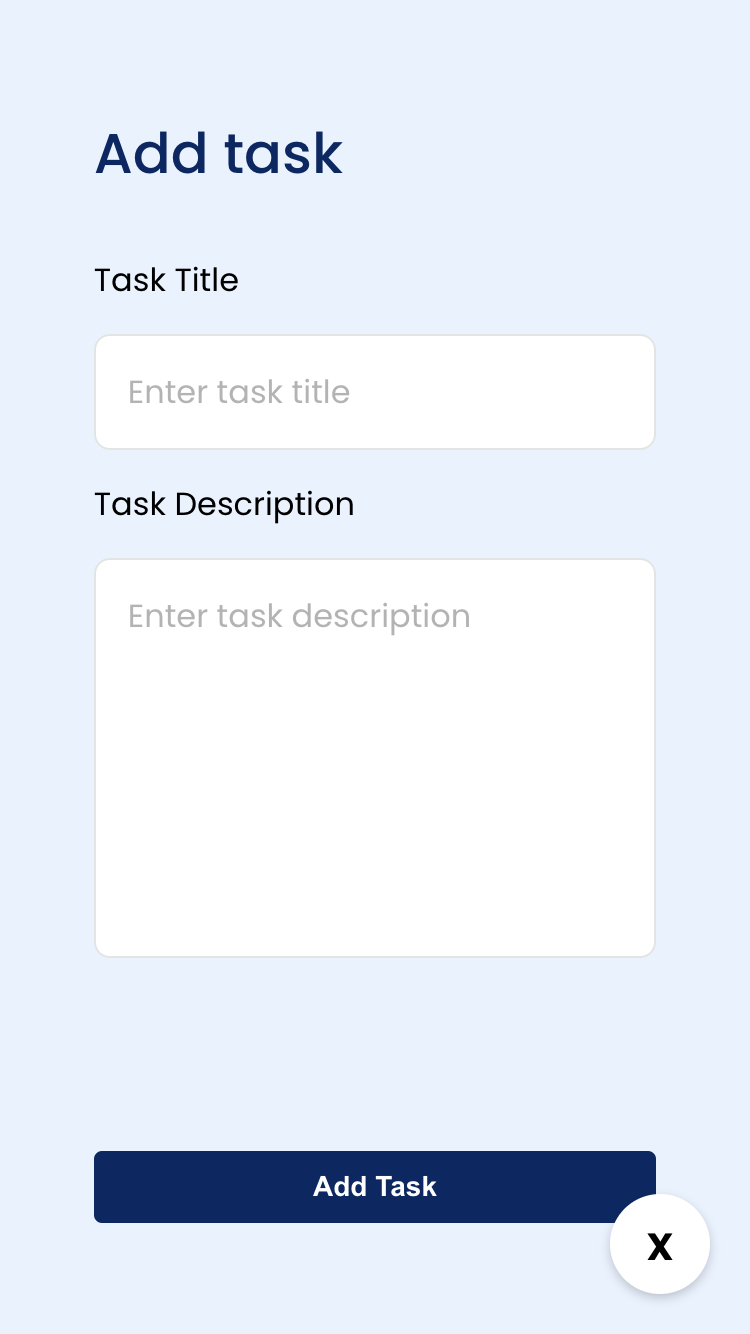 Add task
Task Title
Enter task title
Task Description
Enter task description
Add Task
x